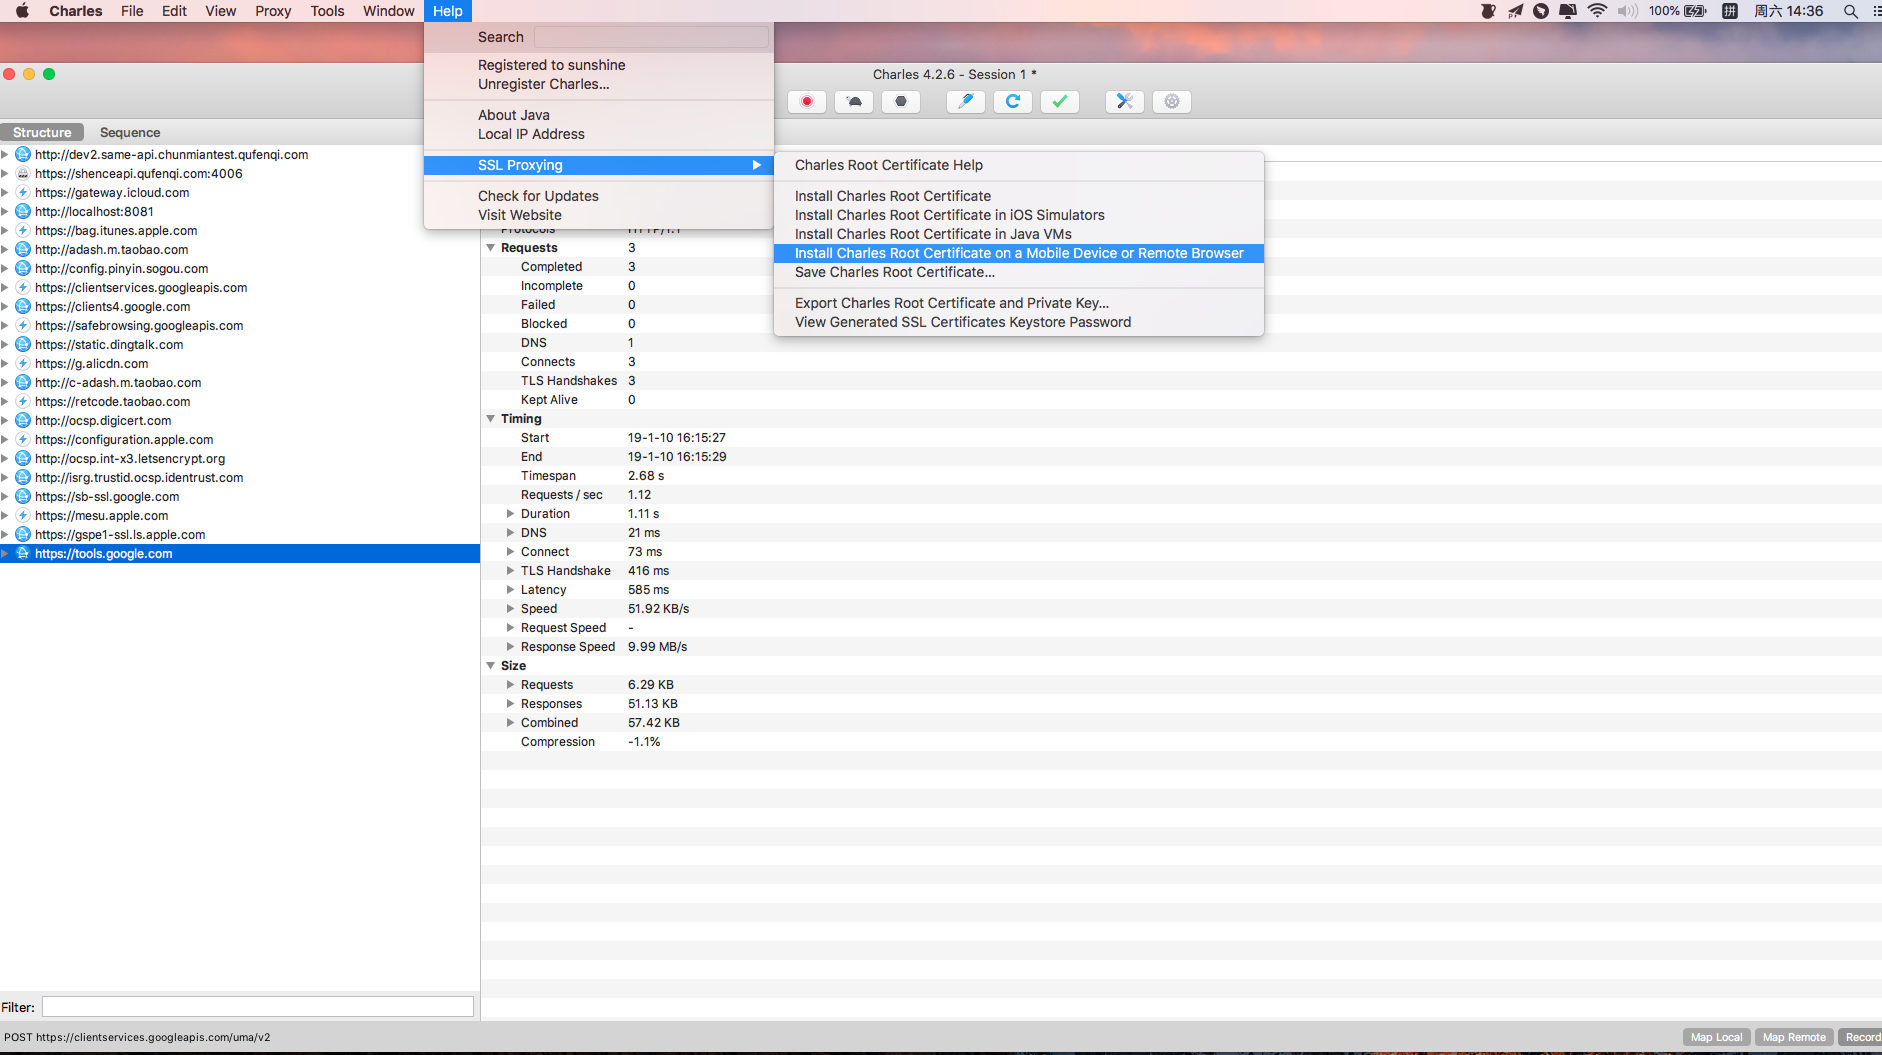 Charles File Edit View Proxy Tools Window Help 100% 拼 周六 14:36
Search
Registered to sunshine
Unregister Charles...
About Java
Local IP Address
SSL Proxying
Check for Updates
Visit Website
Charles 4.2.6 - Session 1 *
Charles Root Certificate Help
Install Charles Root Certificate
Install Charles Root Certificate in iOS Simulators
Install Charles Root Certificate in Java VMs
Install Charles Root Certificate on a Mobile Device or Remote Browser
Save Charles Root Certificate...
Export Charles Root Certificate and Private Key...
View Generated SSL Certificates Keystore Password
Structure Sequence
http://dev2.same-api.chunmiantest.qufenqi.com
https://shenceapi.qufenqi.com:4006
https://gateway.icloud.com
http://localhost:8081
https://bag.itunes.apple.com
http://adash.m.taobao.com
http://config.pinyin.sogou.com
https://clientservices.googleapis.com
https://clients4.google.com
https://safebrowsing.googleapis.com
https://static.dingtalk.com
https://g.alicdn.com
http://c-adash.m.taobao.com
https://retcode.taobao.com
http://ocsp.digicert.com
https://configuration.apple.com
http://ocsp.int-x3.letsencrypt.org
http://isrg.trustid.ocsp.identrust.com
https://sb-ssl.google.com
https://mesu.apple.com
https://gspe1-ssl.ls.apple.com
https://tools.google.com
Protocols HTTP/1.1
Requests 3
Completed 3
Incomplete 0
Failed 0
Blocked 0
DNS 1
Connects 3
TLS Handshakes 3
Kept Alive 0
Timing
Start 19-1-10 16:15:27
End 19-1-10 16:15:29
Timespan 2.68 s
Requests / sec 1.12
Duration 1.11 s
DNS 21 ms
Connect 73 ms
TLS Handshake 416 ms
Latency 585 ms
Speed 51.92 KB/s
Request Speed -
Response Speed 9.99 MB/s
Size
Requests 6.29 KB
Responses 51.13 KB
Combined 57.42 KB
Compression -1.1%
Filter:
POST https://clientservices.googleapis.com/uma/v2
Map Local Map Remote Record